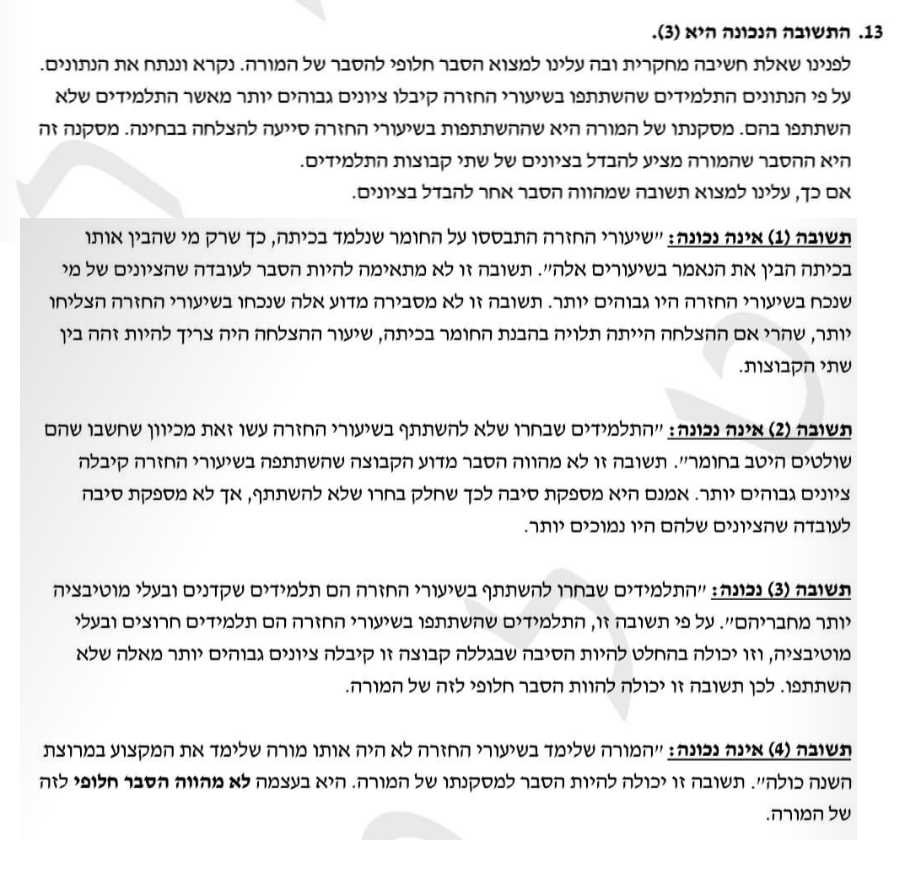 13. התשובה הנכונה היא (3).
לפנינו שאלת חשיבה מחקרית ובה עלינו למצוא הסבר חלופי להסבר של המורה. נקרא וננתח את הנתונים.
על פי הנתונים התלמידים שהשתתפו בשיעורי החזרה קיבלו ציונים גבוהים יותר מאשר התלמידים שלא
השתתפו בהם. מסקנתו של המורה היא שההשתתפות בשיעורי החזרה סייעה להצלחה בבחינה. מסקנה זה
היא ההסבר שהמורה מציע להבדל בציונים של שתי קבוצות התלמידים.
אם כך, עלינו למצוא תשובה שמהווה הסבר אחר להבדל בציונים.
תשובה (1) אינה נכונה: "שיעורי החזרה התבססו על החומר שנלמד בכיתה, כך שרק מי שהבין אותו
בכיתה הבין את הנאמר בשיעורים אלה". תשובה זו לא מתאימה להיות הסבר לעובדה שהציונים של מי
שנכח בשיעורי החזרה היו גבוהים יותר. תשובה זו לא מסבירה מדוע אלה שנכחו בשיעורי החזרה הצליחו
יותר, שהרי אם ההצלחה הייתה תלויה בהבנת החומר בכיתה, שיעור ההצלחה היה צריך להיות זהה בין
שתי הקבוצות.
תשובה (2) אינה נכונה: "התלמידים שבחרו שלא להשתתף בשיעורי החזרה עשו זאת מכיוון שחשבו שהם
שולטים היטב בחומר". תשובה זו לא מהווה הסבר מדוע הקבוצה שהשתתפה בשיעורי החזרה קיבלה
ציונים גבוהים יותר. אמנם היא מספקת סיבה לכך שחלק בחרו שלא להשתתף, אך לא מספקת סיבה
לעובדה שהציונים שלהם היו נמוכים יותר.
תשובה (3) נכונה: "התלמידים שבחרו להשתתף בשיעורי החזרה הם תלמידים שקדנים ובעלי מוטיבציה
יותר מחבריהם". על פי תשובה זו, התלמידים שהשתתפו בשיעורי החזרה הם תלמידים חרוצים ובעלי
מוטיבציה, וזו יכולה בהחלט להיות הסיבה שבגללה קבוצה זו קיבלה ציונים גבוהים יותר מאלה שלא
השתתפו. לכן תשובה זו יכולה להוות הסבר חלופי לזה של המורה.
תשובה (4) אינה נכונה: "המורה שלימד בשיעורי החזרה לא היה אותו מורה שלימד את המקצוע במרוצת
השנה כולה". תשובה זו יכולה להיות הסבר למסקנתו של המורה. היא בעצמה לא מהווה הסבר חלופי לזה
של המורה.